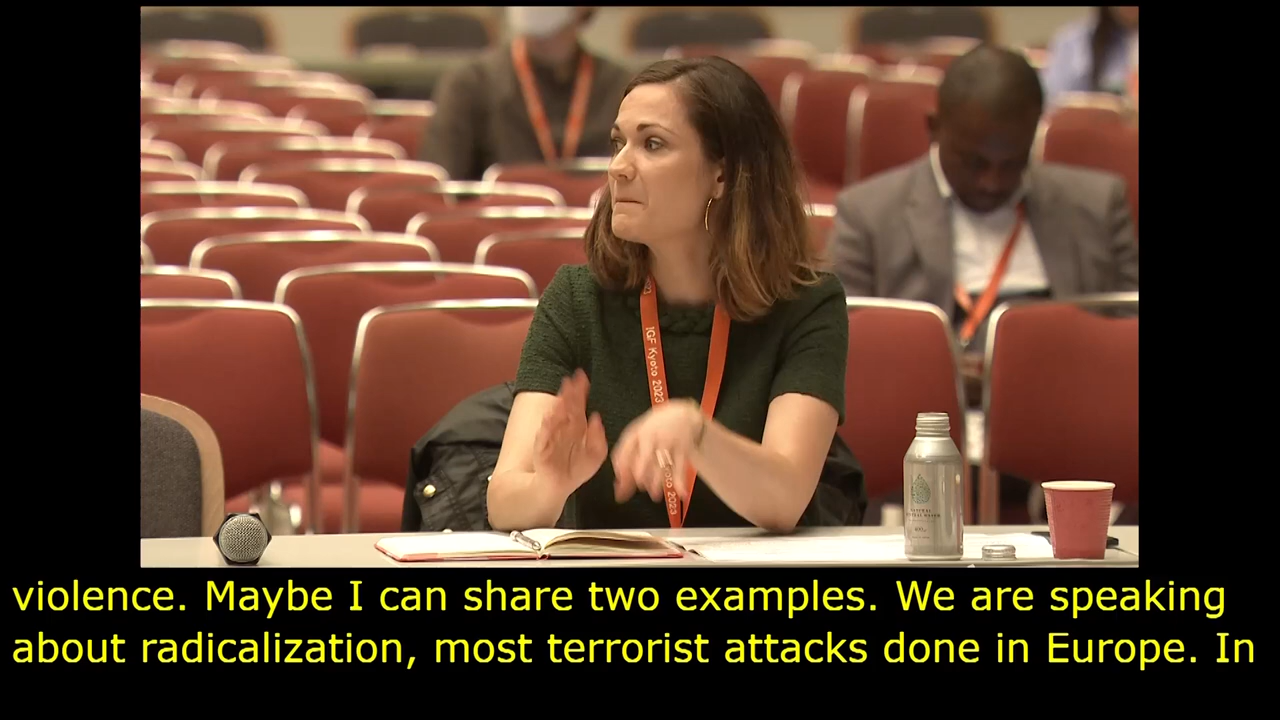 IGF Kyoto 2023
violence. Maybe I can share two examples. We are speaking
about radicalization, most terrorist attacks done in Europe. In